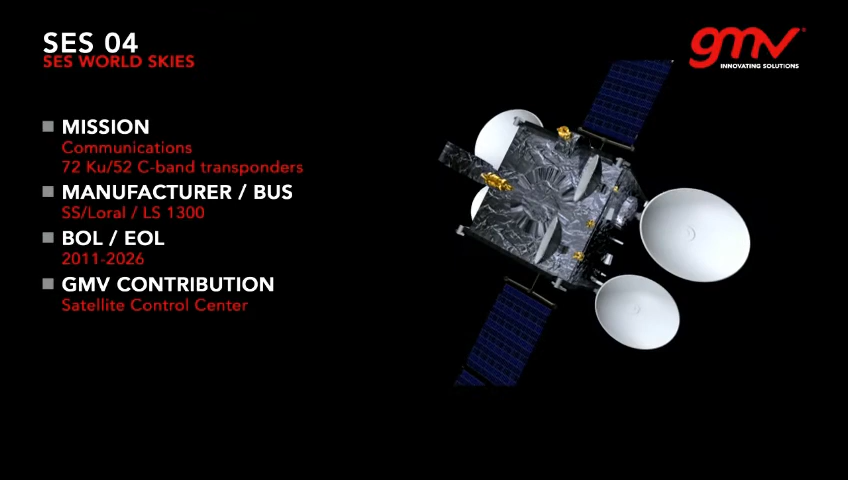 SES 04
SES WORLD SKIES
gmv
INNOVATING SOLUTIONS
MISSION
Communications
72 Ku/52 C-band transponders
MANUFACTURER / BUS
SS/Loral / LS 1300
BOL / EOL
2011-2026
GMV CONTRIBUTION
Satellite Control Center